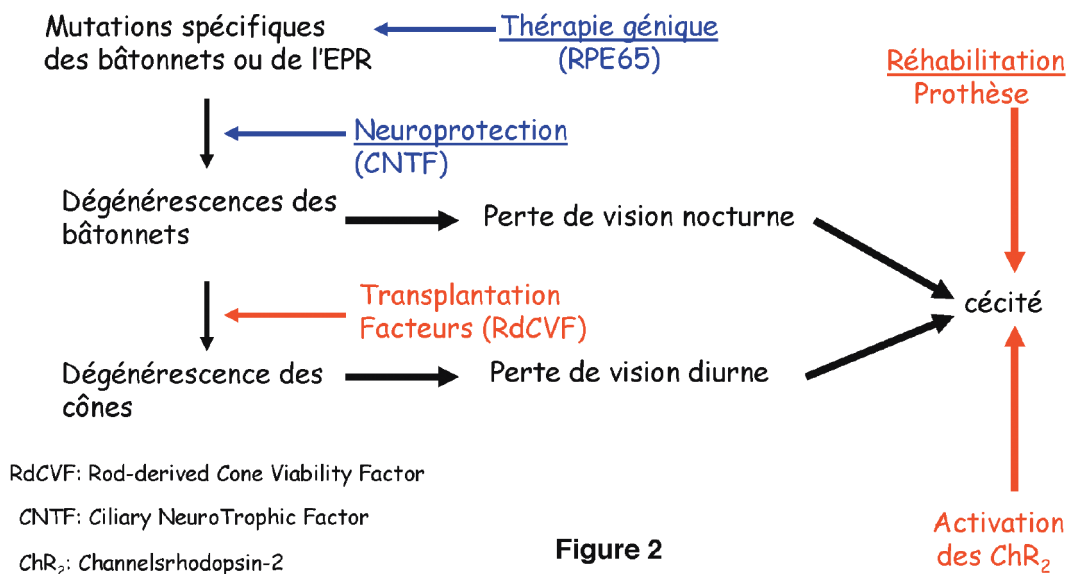 Mutations spécifiques
des bâtonnets ou de l'EPR
Thérapie génique
(RPE65)
Réhabilitation
Prothèse
Neuroprotection
(CNTF)
Dégénérescences des
bâtonnets
Perte de vision nocturne
cécité
Transplantation
Facteurs (RdCVF)
Dégénérescence des
cônes
Perte de vision diurne
RdCVF: Rod-derived Cone Viability Factor
CNTF: Ciliary NeuroTrophic Factor
ChR₂: Channelsrhodopsin-2
Figure 2
Activation
des ChR₂